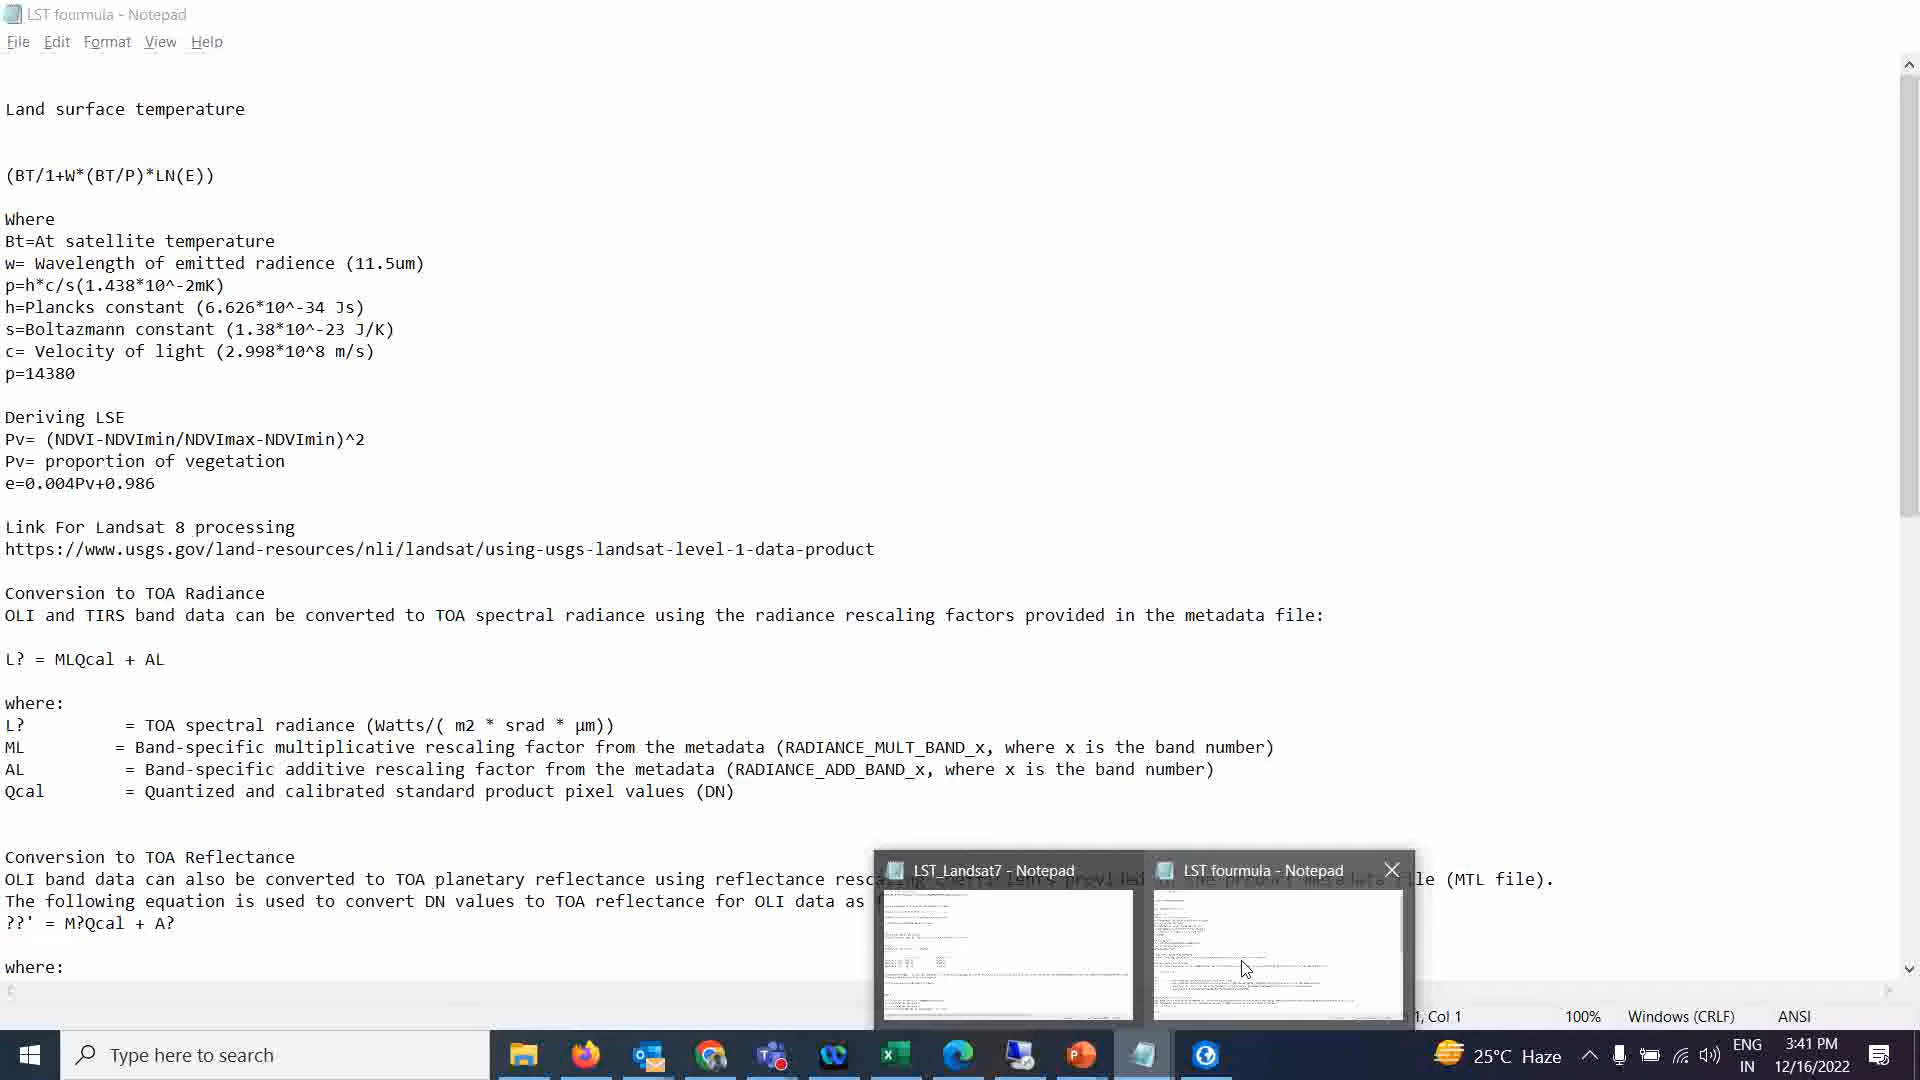 LST fourmula - Notepad
File Edit Format View Help
Land surface temperature
(BT/1+W*(BT/P)*LN(E))
Where
Bt=At satellite temperature
w= Wavelength of emitted radience (11.5um)
p=h*c/s(1.438*10^-2mK)
h=Plancks constant (6.626*10^-34 Js)
s=Boltazmann constant (1.38*10^-23 J/K)
c= Velocity of light (2.998*10^8 m/s)
p=14380
Deriving LSE
Pv= (NDVI-NDVImin/NDVImax-NDVImin)^2
Pv= proportion of vegetation
e=0.004Pv+0.986
Link For Landsat 8 processing
https://www.usgs.gov/land-resources/nli/landsat/using-usgs-landsat-level-1-data-product
Conversion to TOA Radiance
OLI and TIRS band data can be converted to TOA spectral radiance using the radiance rescaling factors provided in the metadata file:
L? = MLQcal + AL
where:
L? = TOA spectral radiance (Watts/( m2 * srad * µm))
ML = Band-specific multiplicative rescaling factor from the metadata (RADIANCE_MULT_BAND_x, where x is the band number)
AL = Band-specific additive rescaling factor from the metadata (RADIANCE_ADD_BAND_x, where x is the band number)
Qcal = Quantized and calibrated standard product pixel values (DN)
Conversion to TOA Reflectance
OLI band data can also be converted to TOA planetary reflectance using reflectance (MTL file).
The following equation is used to convert DN values to TOA reflectance for OLI data as
??' = M?Qcal + A?
where:
LST_Landsat7 - Notepad
LST fourmula - Notepad
Col 1
100%
Windows (CRLF)
ANSI
Type here to search
25°C Haze
ENG
IN
3:41 PM
12/16/2022